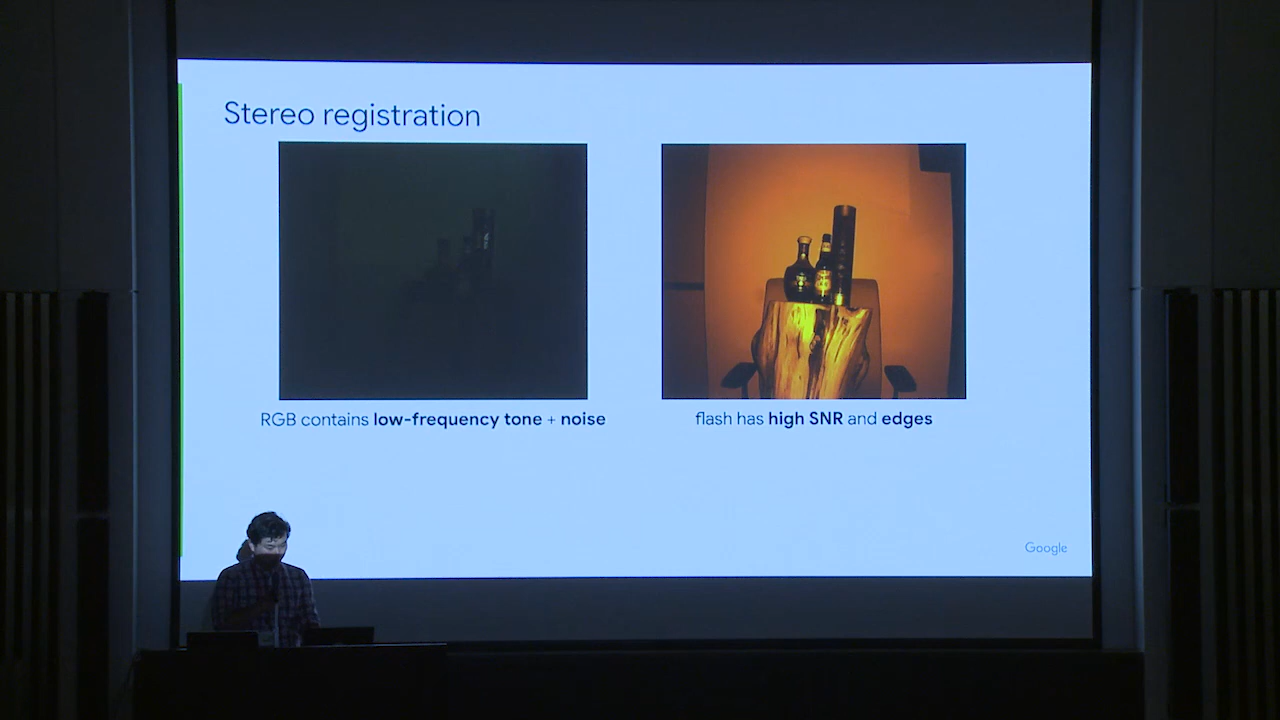 Stereo registration
RGB contains low-frequency tone + noise
flash has high SNR and edges
Google